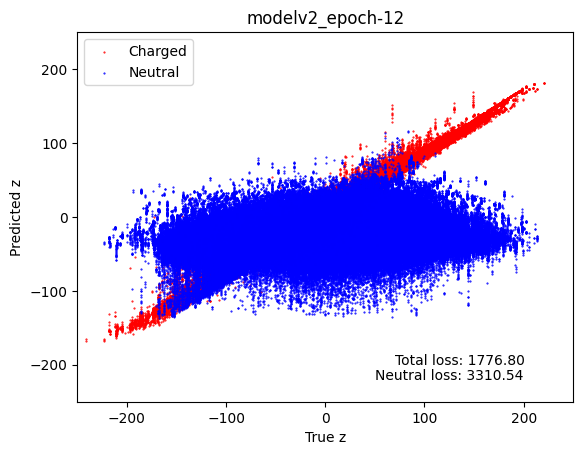 modelv2_epoch-12
Charged
Neutral
200
100
0
−100
−200
Predicted z
Total loss: 1776.80
Neutral loss: 3310.54
−200
−100
0
100
200
True z